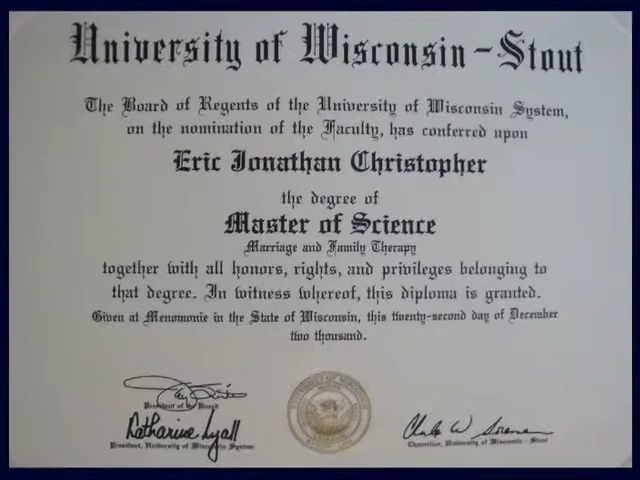 University of Wisconsin-Stout
The Board of Regents of the University of Wisconsin System,
on the nomination of the Faculty, has conferred upon
Eric Jonathan Christopher
the degree of
Master of Science
Marriage and Family Therapy
together with all honors, rights, and privileges belonging to
that degree. In witness whereof, this diploma is granted.
Given at Menomonie in the State of Wisconsin, this twenty-second day of December
two thousand.
President of the Board
Katharine Lyall
President, University of Wisconsin System
Charles W. Sorensen
Chancellor, University of Wisconsin - Stout